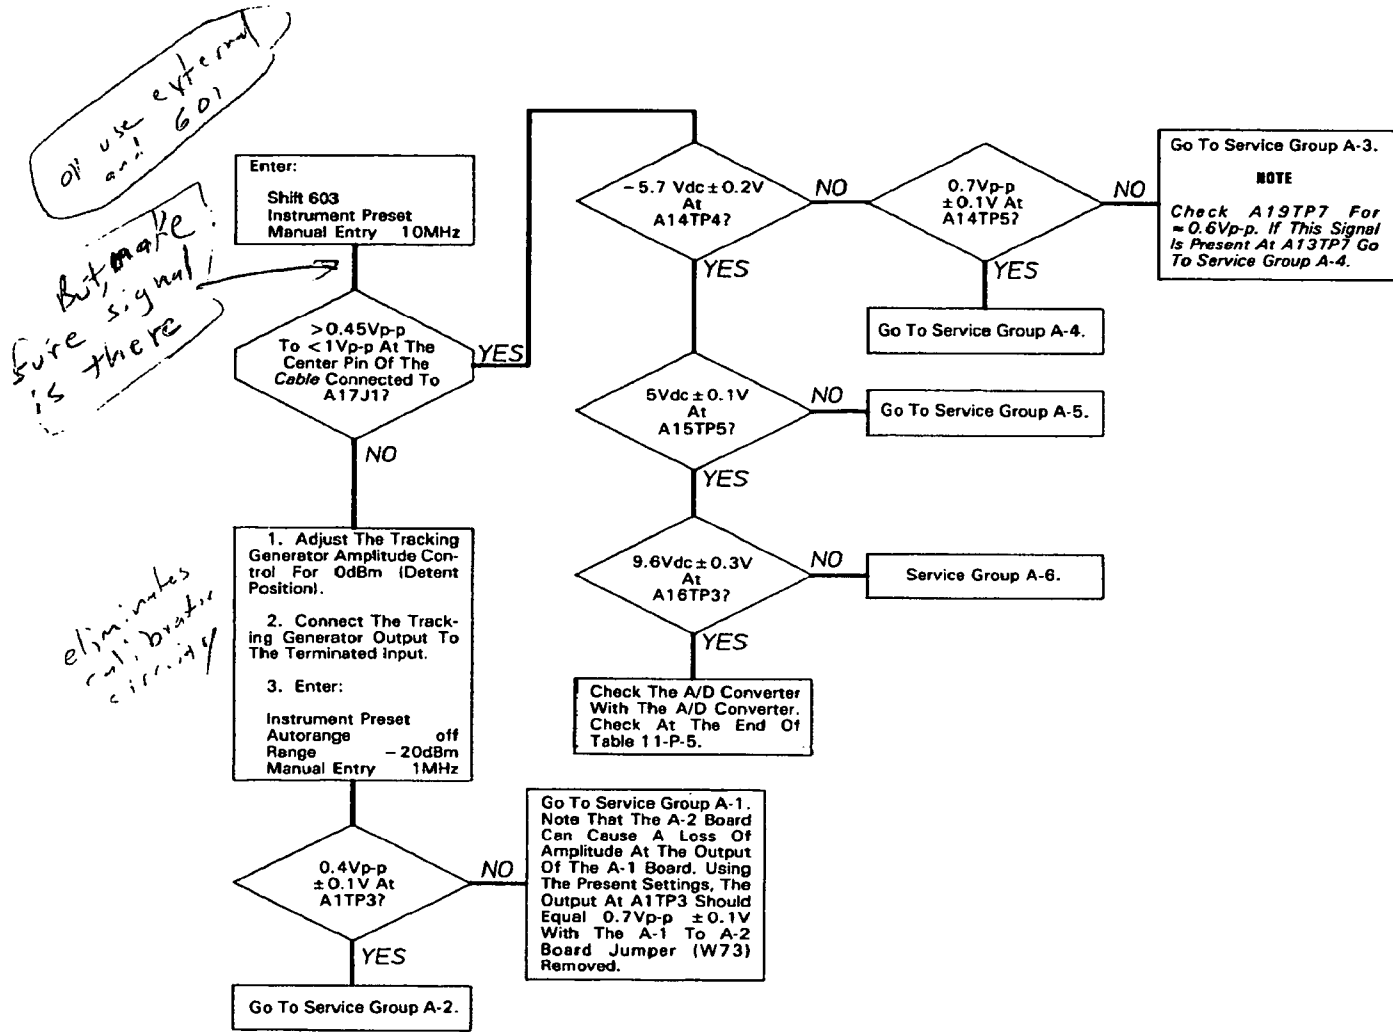 or use external
and 601
But, make
sure signal
is there
Enter:
Shift 603
Instrument Preset
Manual Entry 10MHz
>0.45Vp-p
To <1Vp-p At The
Center Pin Of The
Cable Connected To
A17J1?
YES
NO
1. Adjust The Tracking
Generator Amplitude Con-
trol For 0dBm (Detent
Position).
2. Connect The Track-
ing Generator Output To
The Terminated Input.
3. Enter:
Instrument Preset
Autorange off
Range -20dBm
Manual Entry 1MHz
eliminates
calibrator
circuity
0.4Vp-p
±0.1V At
A1TP3?
NO
YES
Go To Service Group A-2.
Go To Service Group A-1.
Note That The A-2 Board
Can Cause A Loss Of
Amplitude At The Output
Of The A-1 Board. Using
The Present Settings, The
Output At A1TP3 Should
Equal 0.7Vp-p ±0.1V
With The A-1 To A-2
Board Jumper (W73)
Removed.
-5.7 Vdc ± 0.2V
At
A14TP4?
NO
YES
0.7Vp-p
±0.1V At
A14TP5?
NO
YES
Go To Service Group A-3.
NOTE
Check A19TP7 For
≈0.6Vp-p. If This Signal
Is Present At A13TP7 Go
To Service Group A-4.
Go To Service Group A-4.
5Vdc ± 0.1V
At
A15TP5?
NO
YES
Go To Service Group A-5.
9.6Vdc ± 0.3V
At
A16TP3?
NO
YES
Service Group A-6.
Check The A/D Converter
With The A/D Converter.
Check At The End Of
Table 11-P-5.